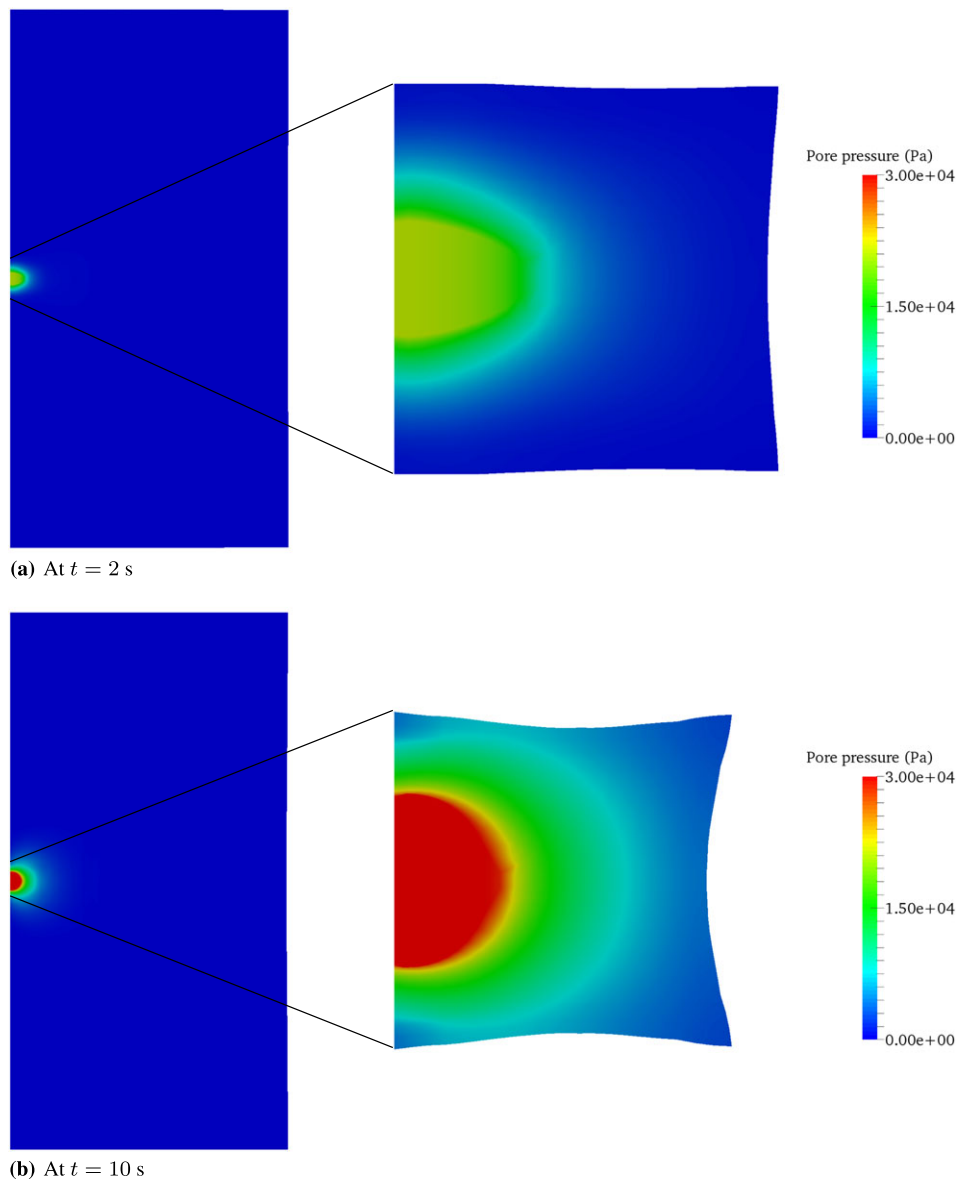 Pore pressure (Pa)
3.00e+04
1.50e+04
0.00e+00
(a) At t = 2 s
Pore pressure (Pa)
3.00e+04
1.50e+04
0.00e+00
(b) At t = 10 s